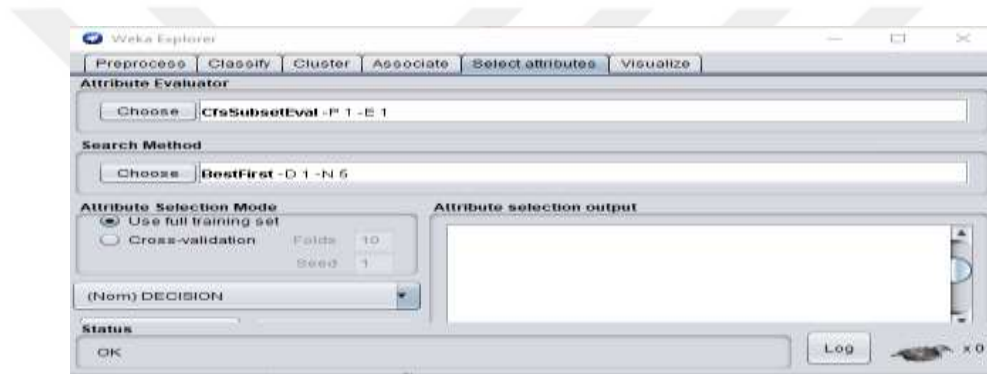 Weka Explorer
Preprocess Classify Cluster Associate Select attributes Visualize
Attribute Evaluator
Choose CfsSubsetEval -P 1 -E 1
Search Method
Choose BestFirst -D 1 -N 5
Attribute Selection Mode
Use full training set
Cross-validation Folds 10
Seed 1
Attribute selection output
(Nom) DECISION
Status
OK
Log x 0